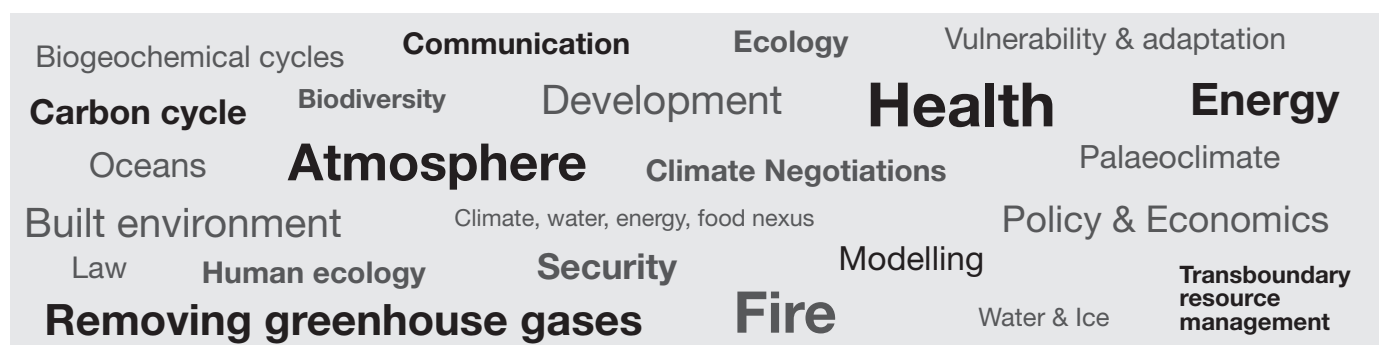 Biogeochemical cycles
Communication
Ecology
Vulnerability & adaptation
Carbon cycle
Biodiversity
Development
Health
Energy
Oceans
Atmosphere
Climate Negotiations
Palaeoclimate
Built environment
Climate, water, energy, food nexus
Policy & Economics
Law
Human ecology
Security
Modelling
Transboundary
resource
management
Removing greenhouse gases
Fire
Water & Ice